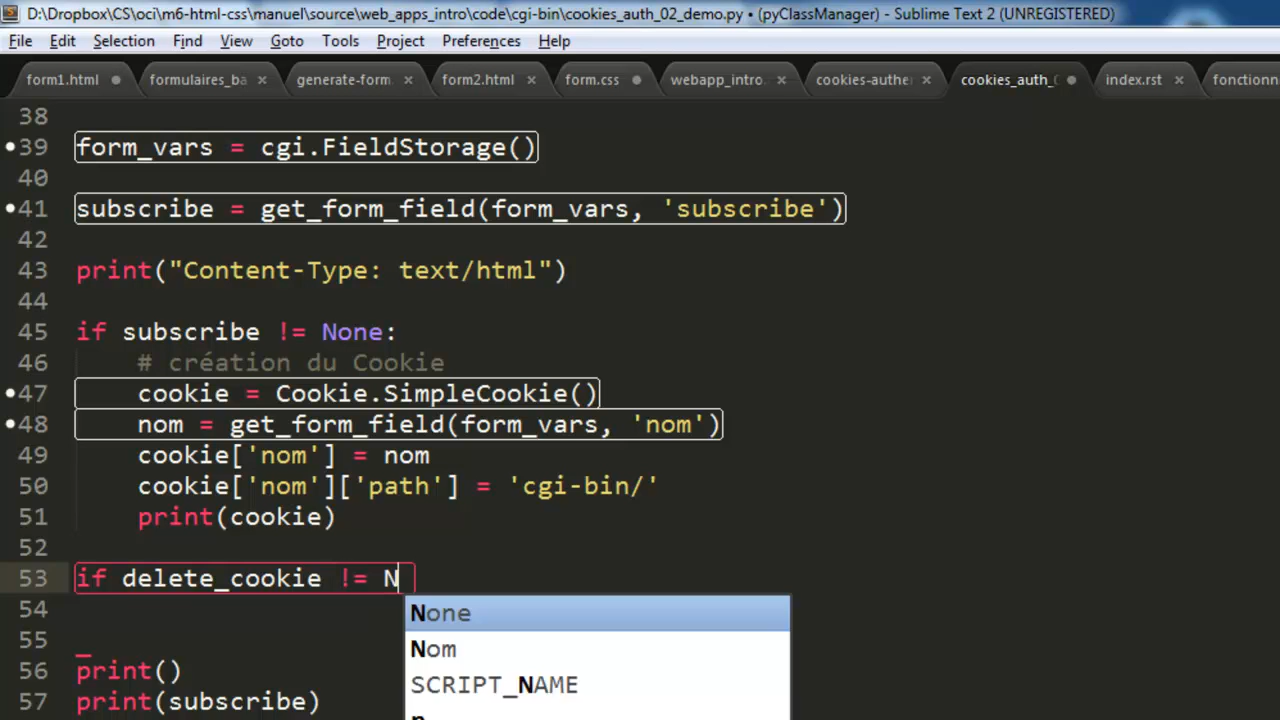 D:\Dropbox\CS\oci\m6-html-css\manuel\source\web_apps_intro\code\cgi-bin\cookies_auth_02_demo.py • (pyClassManager) - Sublime Text 2 (UNREGISTERED)
File Edit Selection Find View Goto Tools Project Preferences Help
form1.html formulaires_ba generate-form. form2.html form.css webapp_intro. cookies-authe cookies_auth_0 index.rst fonctionn
38
39 form_vars = cgi.FieldStorage()
40
41 subscribe = get_form_field(form_vars, 'subscribe')
42
43 print("Content-Type: text/html")
44
45 if subscribe != None:
46 # création du Cookie
47 cookie = Cookie.SimpleCookie()
48 nom = get_form_field(form_vars, 'nom')
49 cookie['nom'] = nom
50 cookie['nom']['path'] = 'cgi-bin/'
51 print(cookie)
52
53 if delete_cookie != N
None
54
Nom
55
SCRIPT_NAME
56 print()
57 print(subscribe)